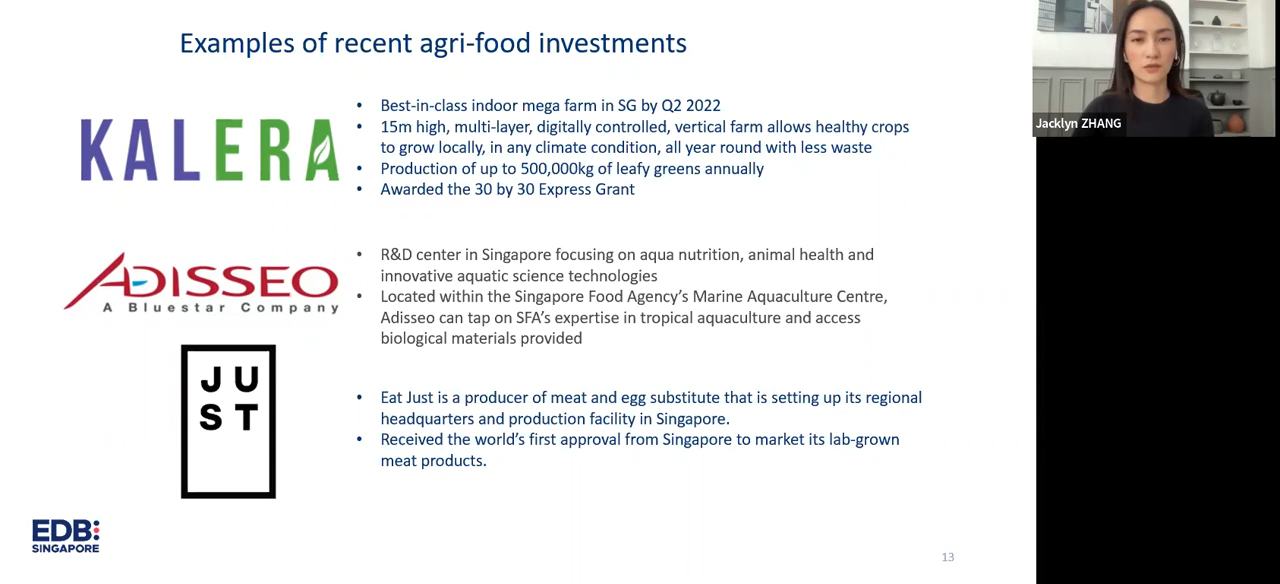 Examples of recent agri-food investments
KALERA
• Best-in-class indoor mega farm in SG by Q2 2022
• 15m high, multi-layer, digitally controlled, vertical farm allows healthy crops
to grow locally, in any climate condition, all year round with less waste
• Production of up to 500,000kg of leafy greens annually
• Awarded the 30 by 30 Express Grant
ADISSEO
A Bluestar Company
• R&D center in Singapore focusing on aqua nutrition, animal health and
innovative aquatic science technologies
• Located within the Singapore Food Agency’s Marine Aquaculture Centre,
Adisseo can tap on SFA’s expertise in tropical aquaculture and access
biological materials provided
JU
ST
• Eat Just is a producer of meat and egg substitute that is setting up its regional
headquarters and production facility in Singapore.
• Received the world’s first approval from Singapore to market its lab-grown
meat products.
EDB:
SINGAPORE
13
Jacklyn ZHANG